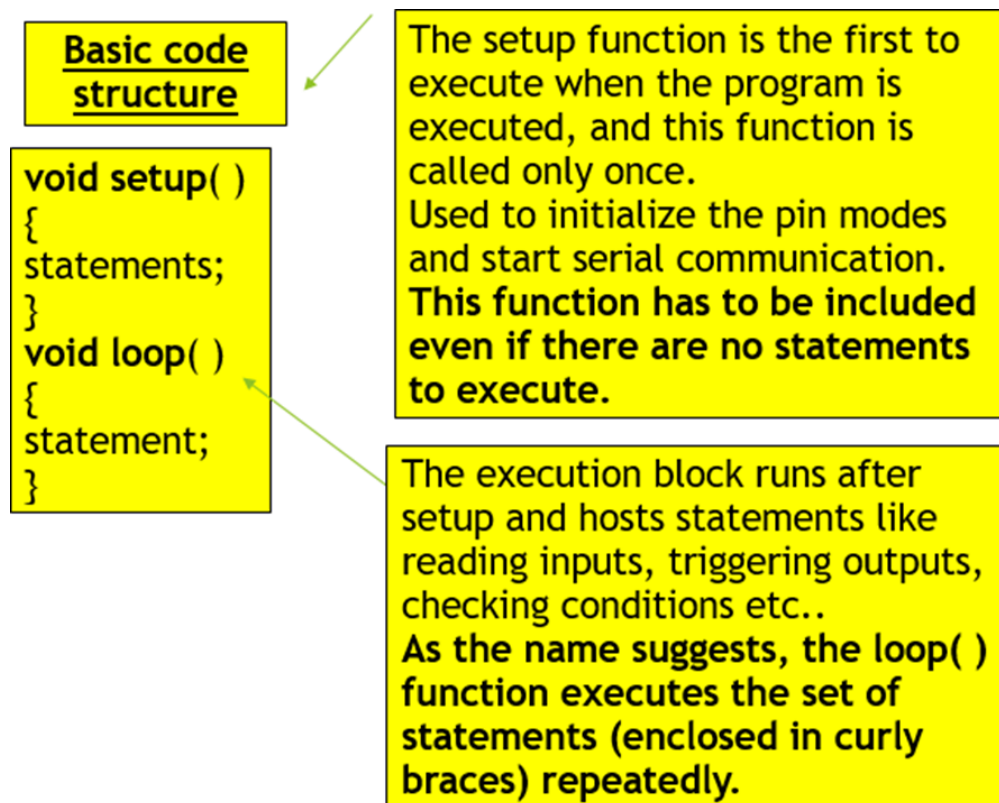 Basic code
structure
void setup( )
{
statements;
}
void loop( )
{
statement;
}
The setup function is the first to
execute when the program is
executed, and this function is
called only once.
Used to initialize the pin modes
and start serial communication.
This function has to be included
even if there are no statements
to execute.
The execution block runs after
setup and hosts statements like
reading inputs, triggering outputs,
checking conditions etc..
As the name suggests, the loop( )
function executes the set of
statements (enclosed in curly
braces) repeatedly.